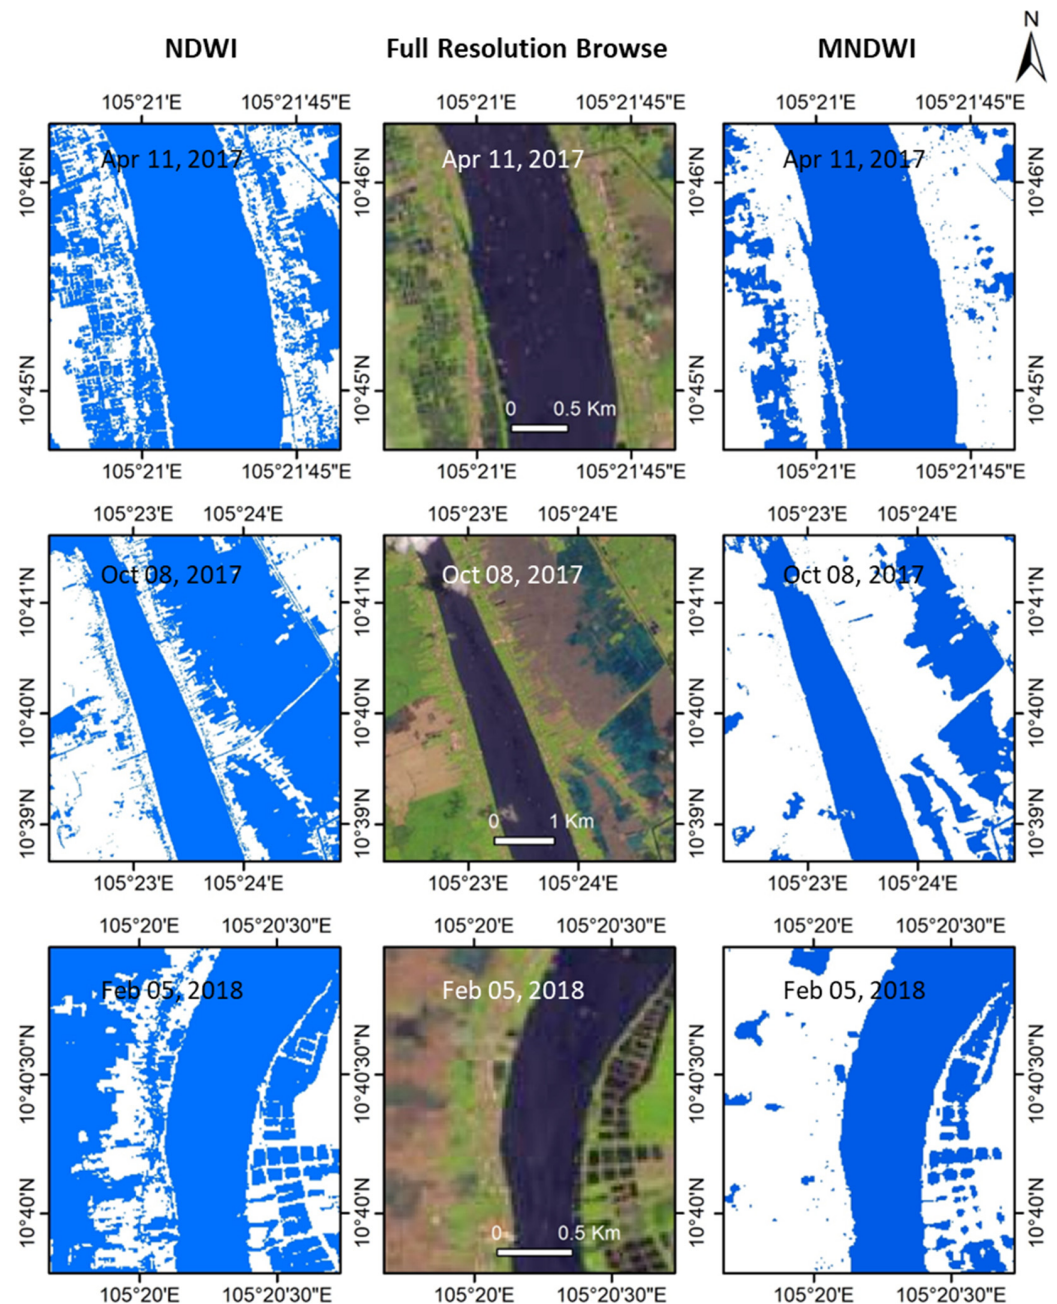 N
NDWI Full Resolution Browse MNDWI
105°21'E 105°21'45"E 105°21'E 105°21'45"E 105°21'E 105°21'45"E
Apr 11, 2017 Apr 11, 2017 Apr 11, 2017
10°46'N 10°46'N 10°46'N 10°46'N
10°45'N 10°45'N 10°45'N 10°45'N
0 0.5 Km
105°21'E 105°21'45"E 105°21'E 105°21'45"E 105°21'E 105°21'45"E
105°23'E 105°24'E 105°23'E 105°24'E 105°23'E 105°24'E
Oct 08, 2017 Oct 08, 2017 Oct 08, 2017
10°41'N 10°41'N 10°41'N 10°41'N
10°40'N 10°40'N 10°40'N 10°40'N
10°39'N 10°39'N 10°39'N 10°39'N
0 1 Km
105°23'E 105°24'E 105°23'E 105°24'E 105°23'E 105°24'E
105°20'E 105°20'30"E 105°20'E 105°20'30"E 105°20'E 105°20'30"E
Feb 05, 2018 Feb 05, 2018 Feb 05, 2018
10°40'30"N 10°40'30"N 10°40'30"N 10°40'30"N
10°40'N 10°40'N 10°40'N 10°40'N
0 0.5 Km
105°20'E 105°20'30"E 105°20'E 105°20'30"E 105°20'E 105°20'30"E